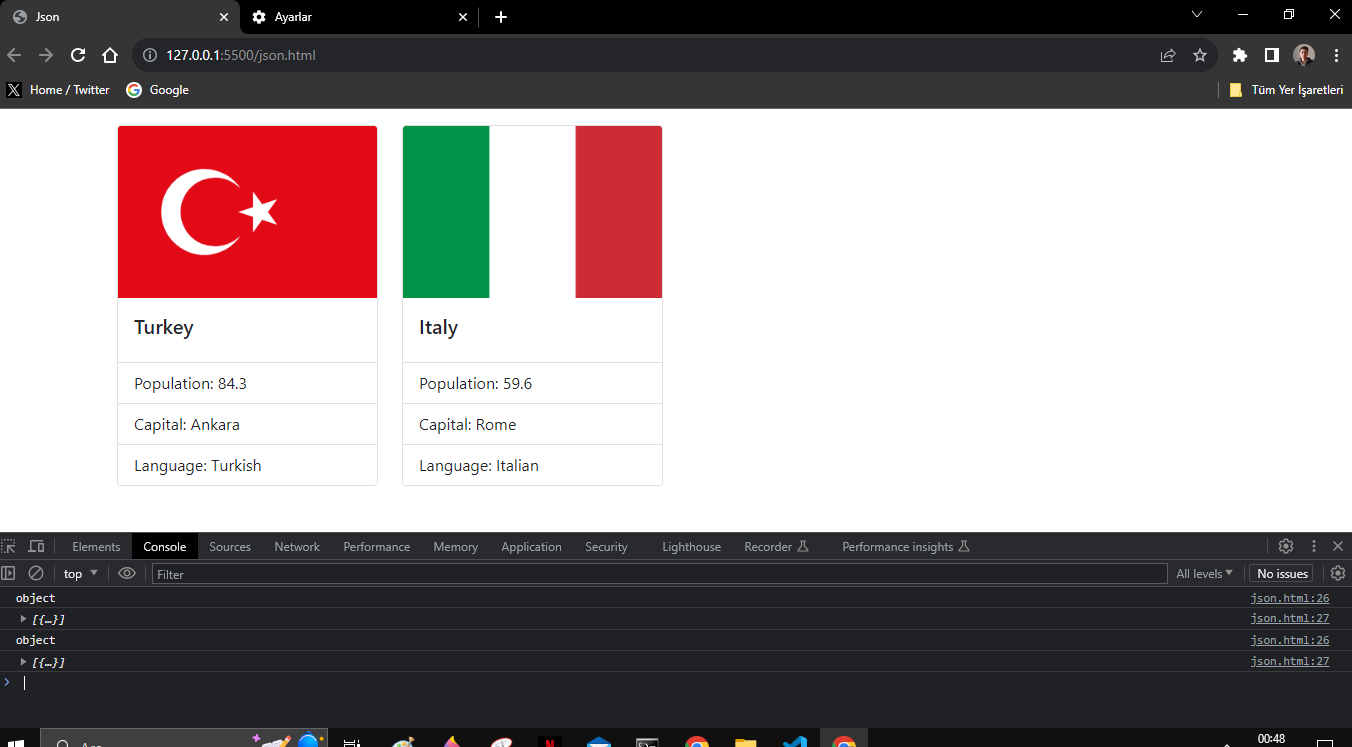 Json
Ayarlar
127.0.0.1:5500/json.html
Home / Twitter
Google
Tüm Yer İşaretleri
Turkey
Italy
Population: 84.3
Population: 59.6
Capital: Ankara
Capital: Rome
Language: Turkish
Language: Italian
Elements Console Sources Network Performance Memory Application Security Lighthouse Recorder Performance insights
top
Filter
All levels
No issues
object json.html:26
[{…}] json.html:27
object json.html:26
[{…}] json.html:27
00:48